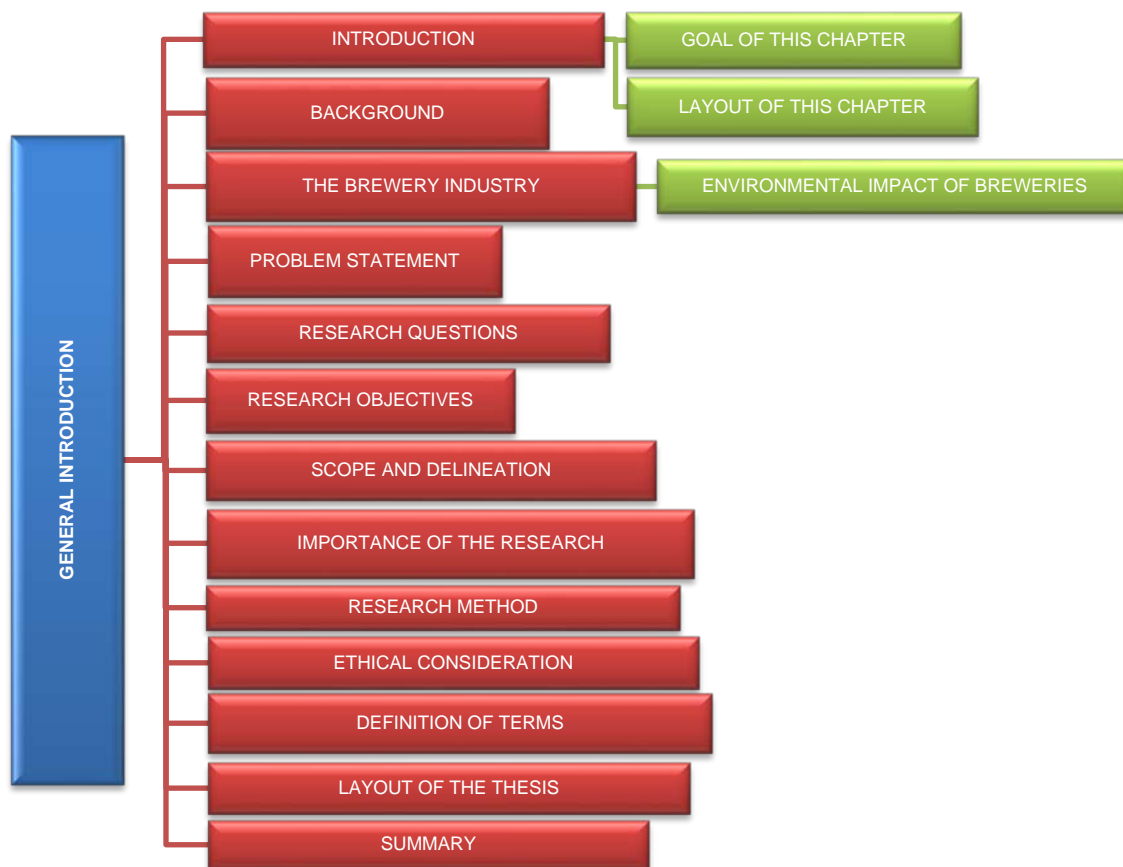 GENERAL INTRODUCTION
INTRODUCTION
GOAL OF THIS CHAPTER
LAYOUT OF THIS CHAPTER
BACKGROUND
THE BREWERY INDUSTRY
ENVIRONMENTAL IMPACT OF BREWERIES
PROBLEM STATEMENT
RESEARCH QUESTIONS
RESEARCH OBJECTIVES
SCOPE AND DELINEATION
IMPORTANCE OF THE RESEARCH
RESEARCH METHOD
ETHICAL CONSIDERATION
DEFINITION OF TERMS
LAYOUT OF THE THESIS
SUMMARY